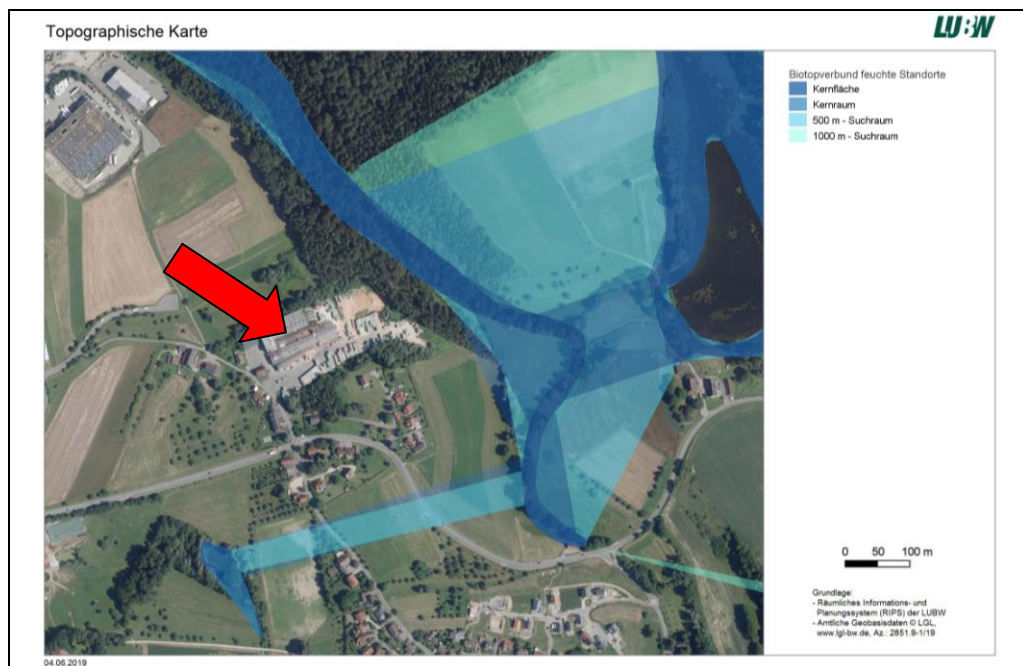 Topographische Karte
LUBW
Biotopverbund feuchte Standorte
Kernfläche
Kernraum
500 m - Suchraum
1000 m - Suchraum
0 50 100 m
Grundlage:
- Räumliches Informations- und
Planungssystem (RIPS) der LUBW
- Amtliche Geobasisdaten © LGL,
www.lgl-bw.de, Az.: 2851.9-1/19
04.06.2019